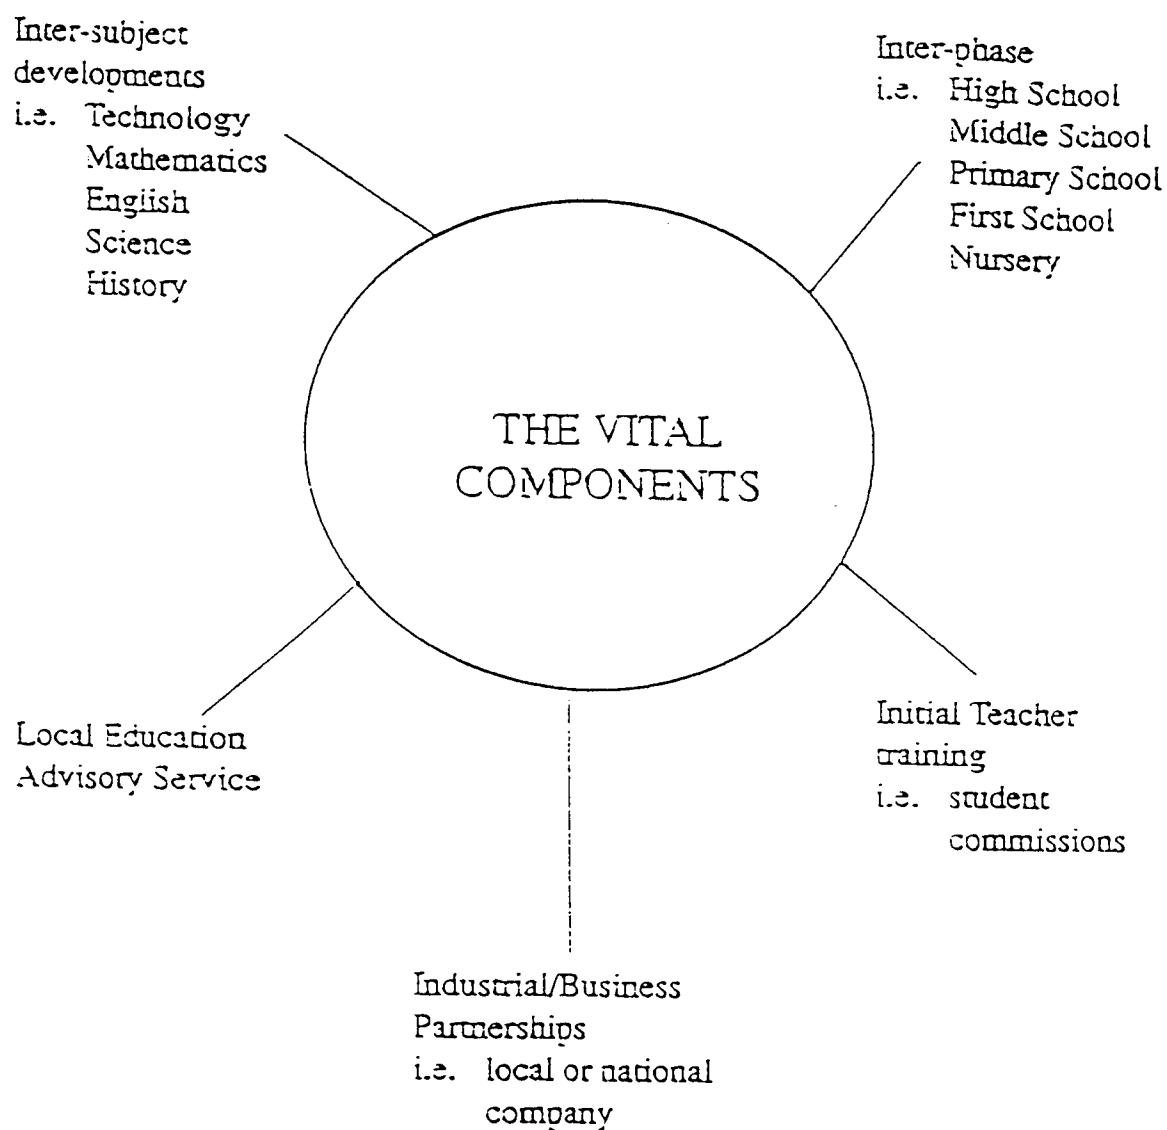 Inter-subject
developments
i.e. Technology
Mathematics
English
Science
History
Inter-phase
i.e. High School
Middle School
Primary School
First School
Nursery
THE VITAL
COMPONENTS
Local Education
Advisory Service
Initial Teacher
training
i.e. student
commissions
Industrial/Business
Partnerships
i.e. local or national
company